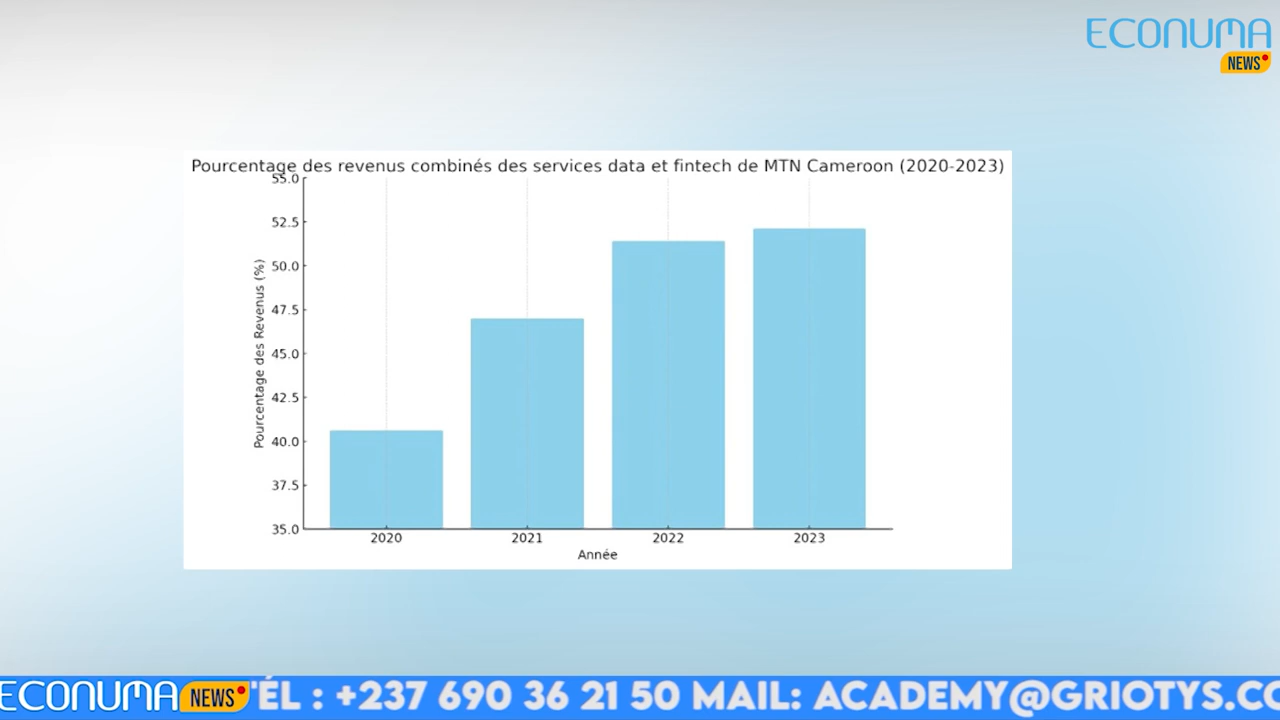 ECONUMA
NEWS
Pourcentage des revenus combinés des services data et fintech de MTN Cameroon (2020-2023)
55.0
52.5
50.0
47.5
45.0
42.5
40.0
37.5
35.0
Pourcentage des Revenus (%)
2020 2021 2022 2023
Année
ECONUMA NEWS TÉL : +237 690 36 21 50 MAIL: ACADEMY@GRIOTYS.CO